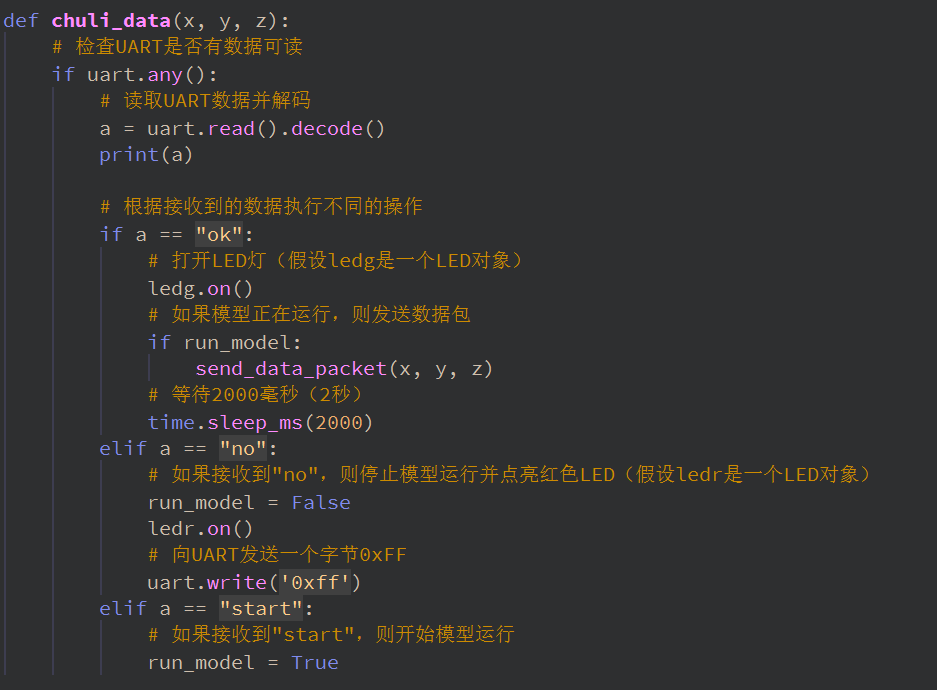 def chuli_data(x, y, z):
    # 检查UART是否有数据可读
    if uart.any():
        # 读取UART数据并解码
        a = uart.read().decode()
        print(a)

        # 根据接收到的数据执行不同的操作
        if a == "ok":
            # 打开LED灯（假设ledg是一个LED对象）
            ledg.on()
            # 如果模型正在运行，则发送数据包
            if run_model:
                send_data_packet(x, y, z)
            # 等待2000毫秒（2秒）
            time.sleep_ms(2000)
        elif a == "no":
            # 如果接收到"no"，则停止模型运行并点亮红色LED（假设ledr是一个LED对象）
            run_model = False
            ledr.on()
            # 向UART发送一个字节0xFF
            uart.write('0xff')
        elif a == "start":
            # 如果接收到"start"，则开始模型运行
            run_model = True